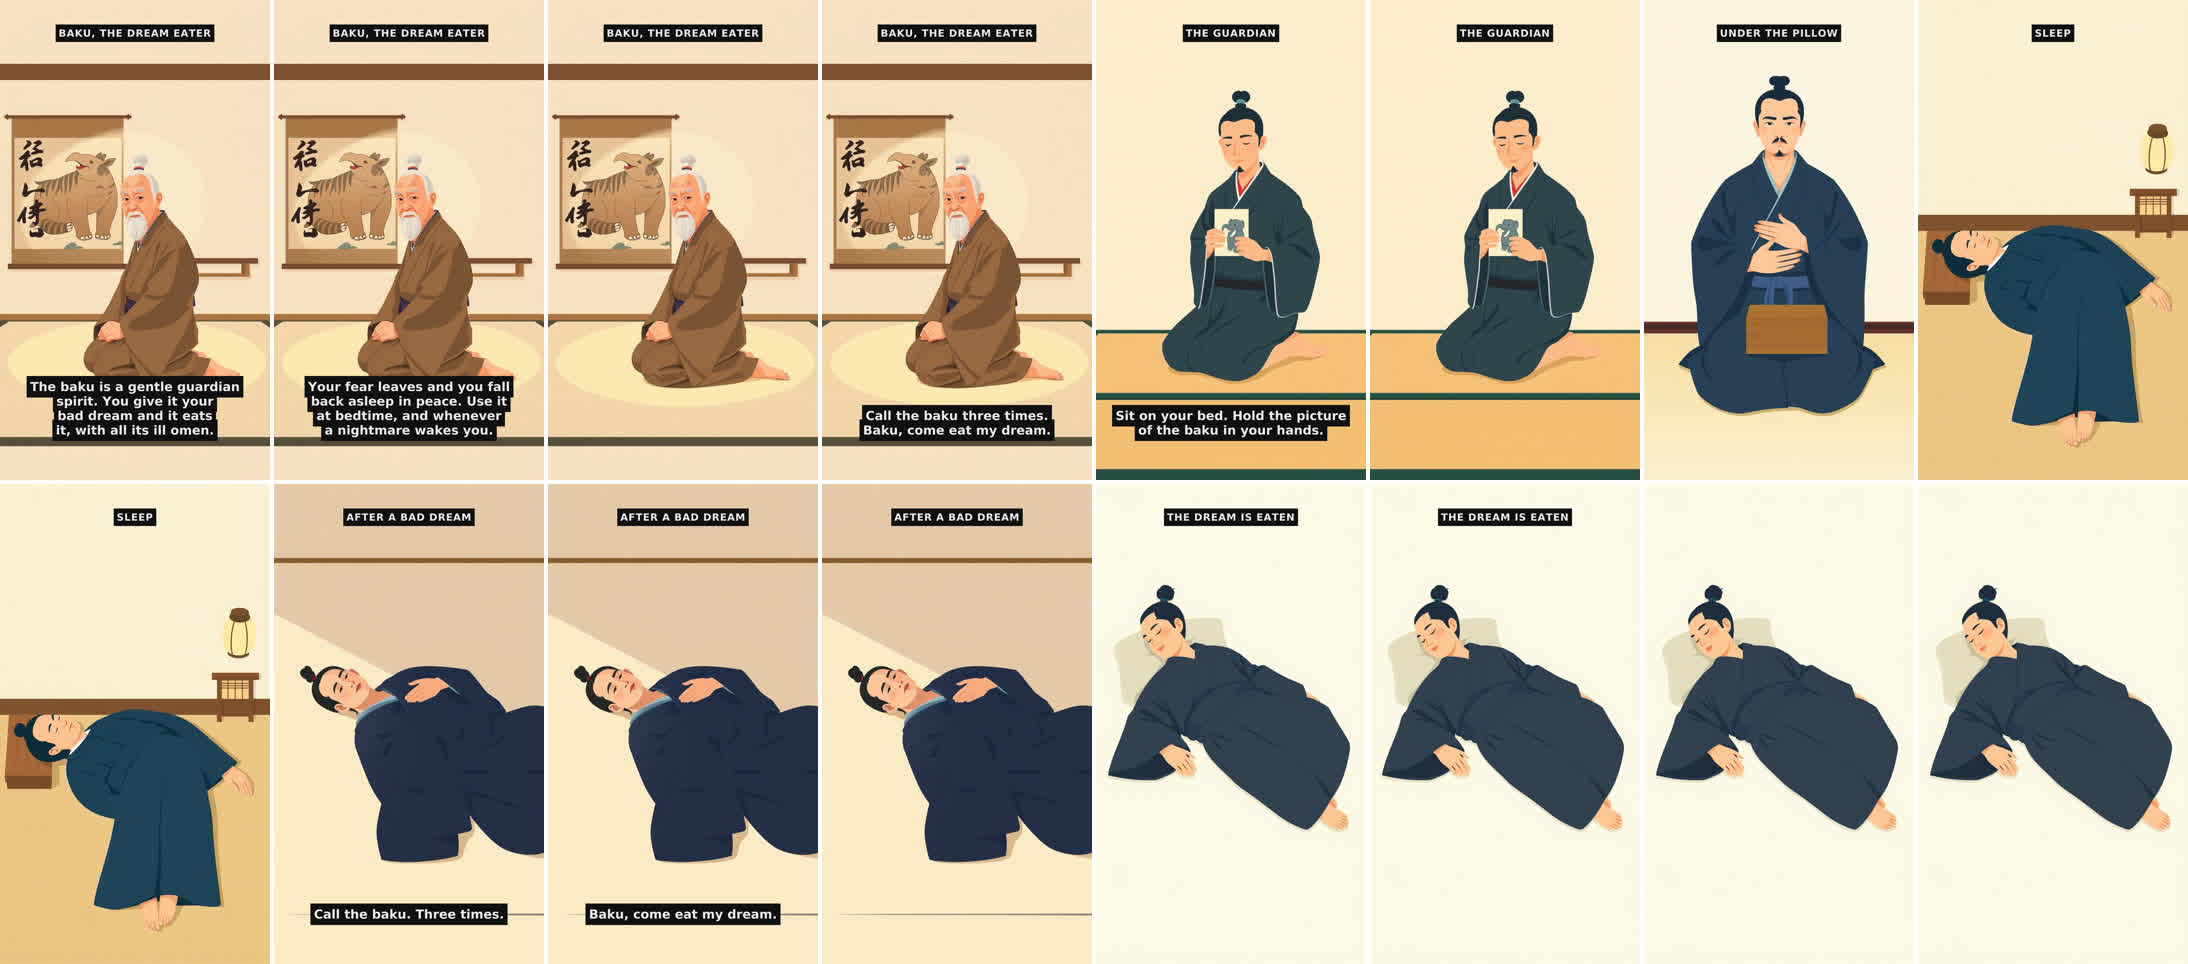 BAKU, THE DREAM EATER
The baku is a gentle guardian
spirit. You give it your
bad dream and it eats
it, with all its ill omen.
BAKU, THE DREAM EATER
Your fear leaves and you fall
back asleep in peace. Use it
at bedtime, and whenever
a nightmare wakes you.
BAKU, THE DREAM EATER
BAKU, THE DREAM EATER
Call the baku three times.
Baku, come eat my dream.
THE GUARDIAN
Sit on your bed. Hold the picture
of the baku in your hands.
THE GUARDIAN
UNDER THE PILLOW
SLEEP
SLEEP
AFTER A BAD DREAM
Call the baku. Three times.
AFTER A BAD DREAM
Baku, come eat my dream.
AFTER A BAD DREAM
THE DREAM IS EATEN
THE DREAM IS EATEN